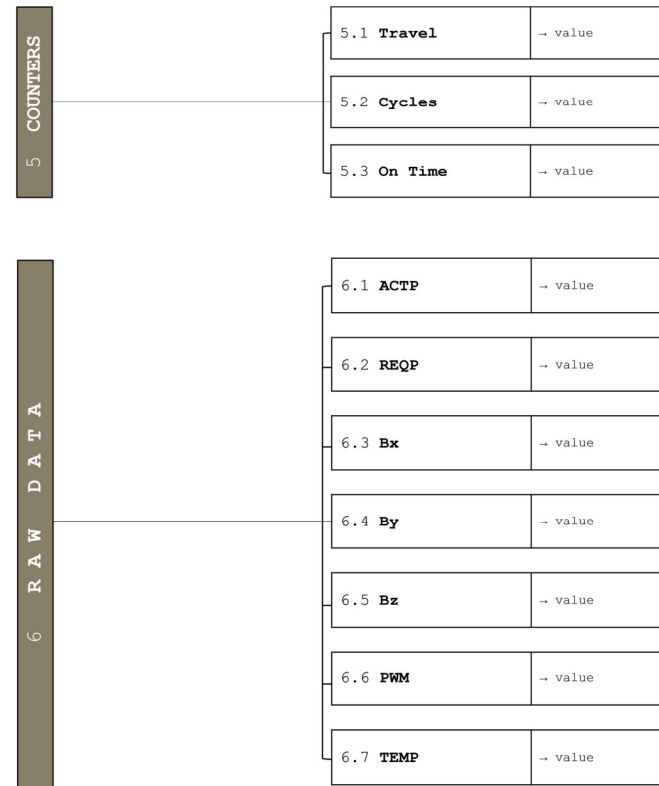 5 COUNTERS
5.1 Travel → value
5.2 Cycles → value
5.3 On Time → value
6 RAW DATA
6.1 ACTP → value
6.2 REQP → value
6.3 Bx → value
6.4 By → value
6.5 Bz → value
6.6 PWM → value
6.7 TEMP → value